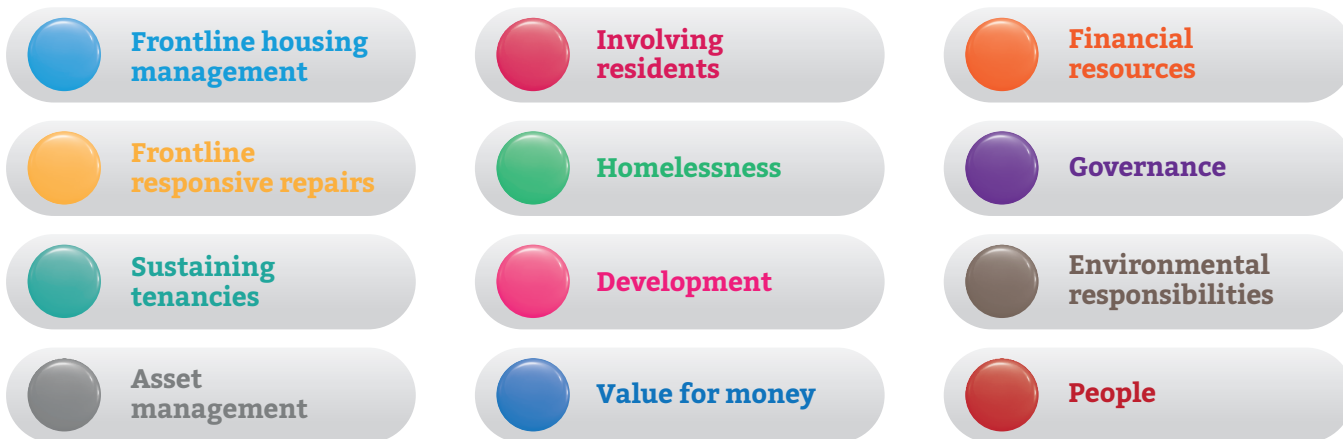 Frontline housing
management
Frontline
responsive repairs
Sustaining
tenancies
Asset
management
Involving
residents
Homelessness
Development
Value for money
Financial
resources
Governance
Environmental
responsibilities
People